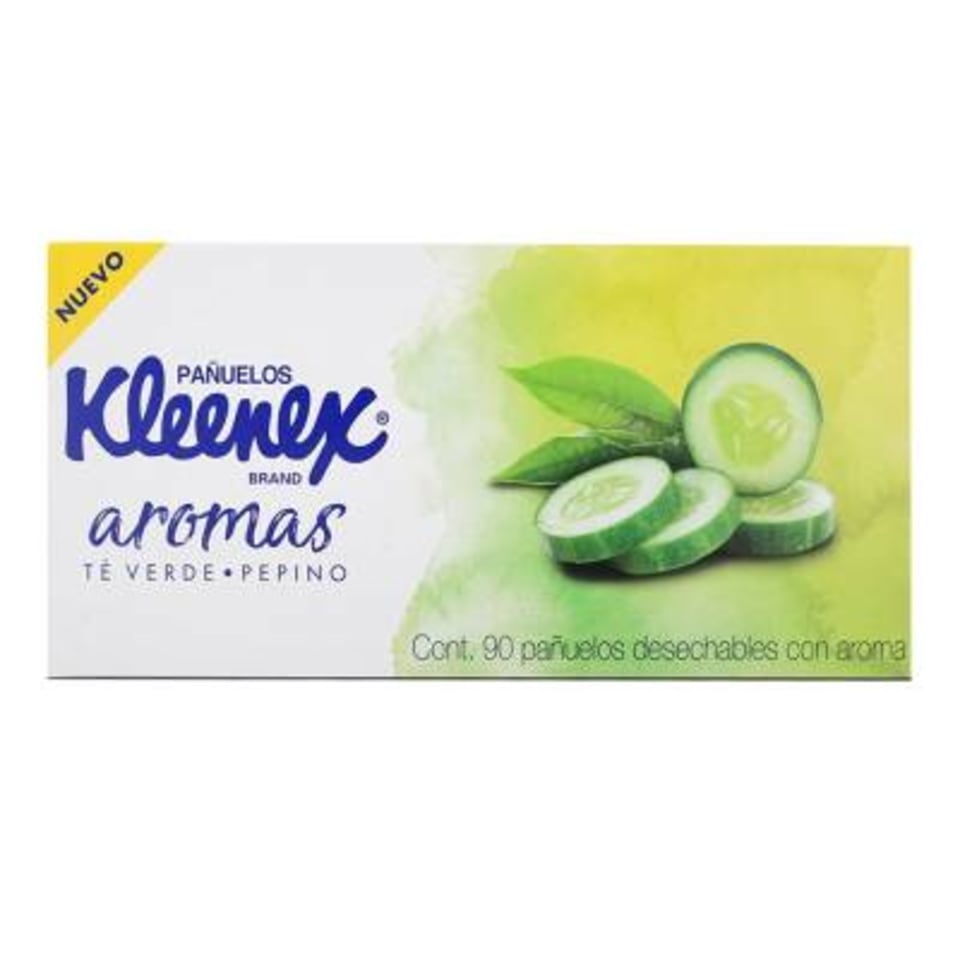 NUEVO
PAÑUELOS
Kleenex®
BRAND
aromas
TÉ VERDE • PEPINO
Cont. 90 pañuelos desechables con aroma